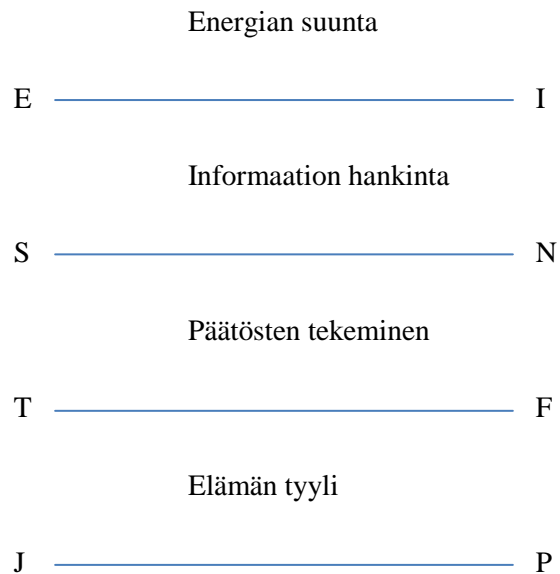 Energian suunta
E I
Informaation hankinta
S N
Päätösten tekeminen
T F
Elämän tyyli
J P